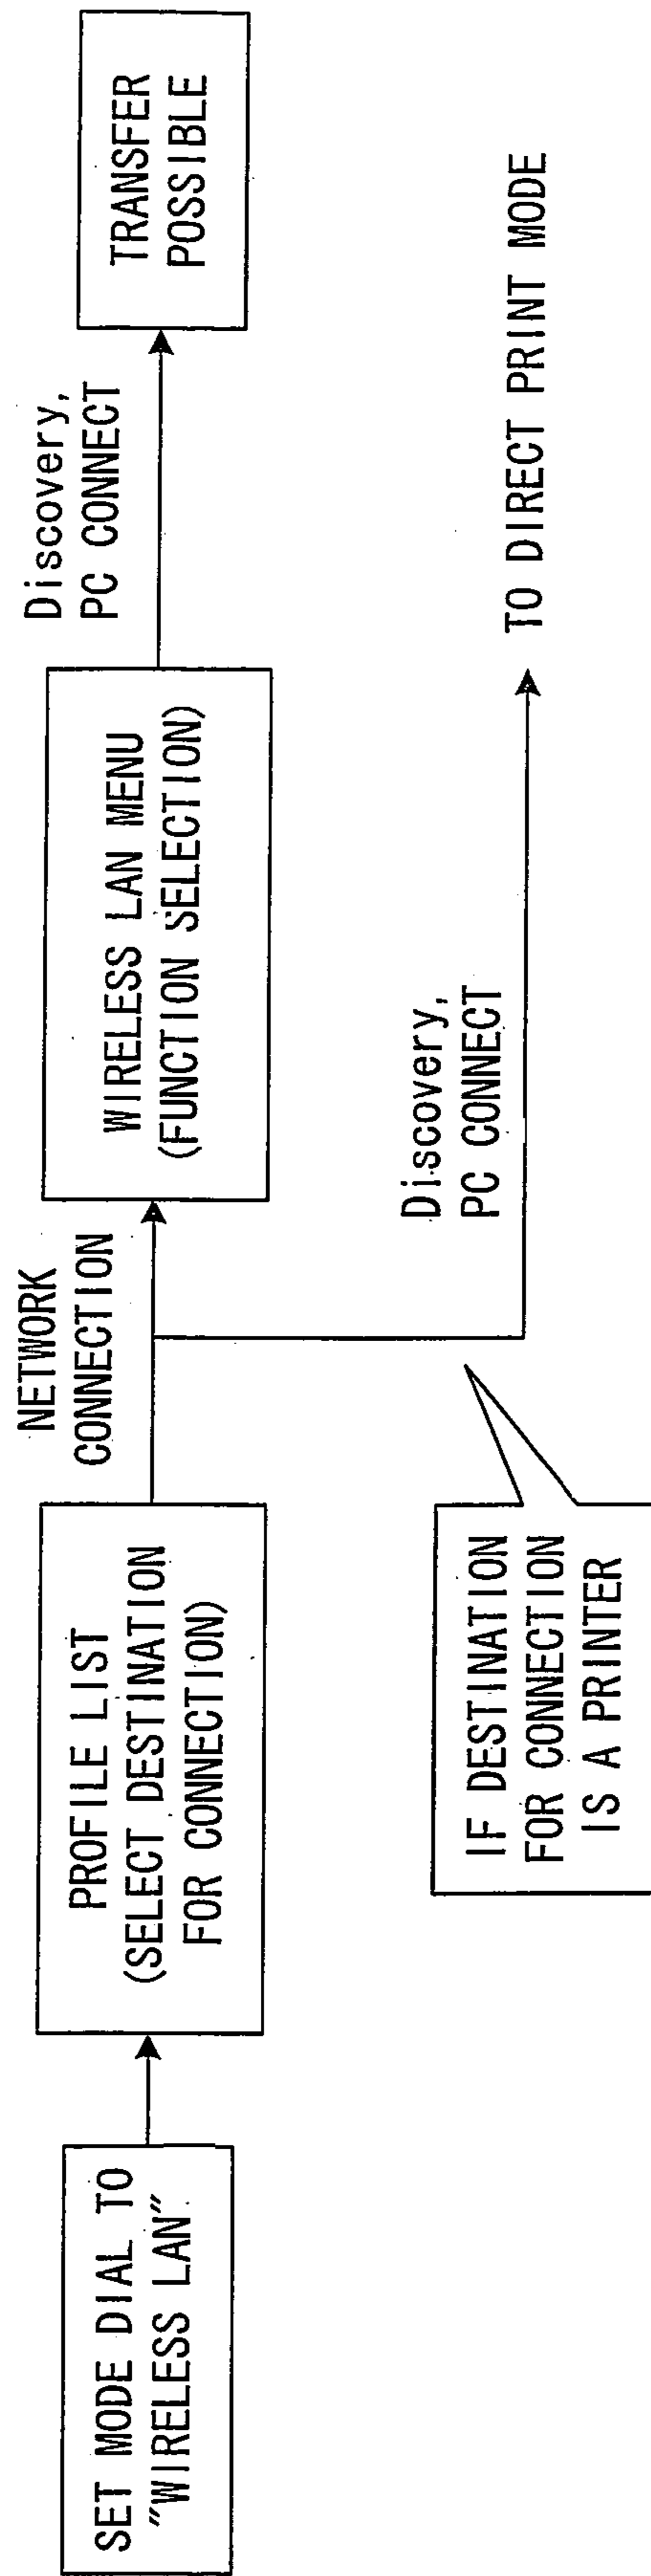 SET MODE DIAL TO
"WIRELESS LAN"
PROFILE LIST
(SELECT DESTINATION
FOR CONNECTION)
NETWORK
CONNECTION
WIRELESS LAN MENU
(FUNCTION SELECTION)
Discovery,
PC CONNECT
TRANSFER
POSSIBLE
IF DESTINATION
FOR CONNECTION
IS A PRINTER
Discovery,
PC CONNECT
TO DIRECT PRINT MODE